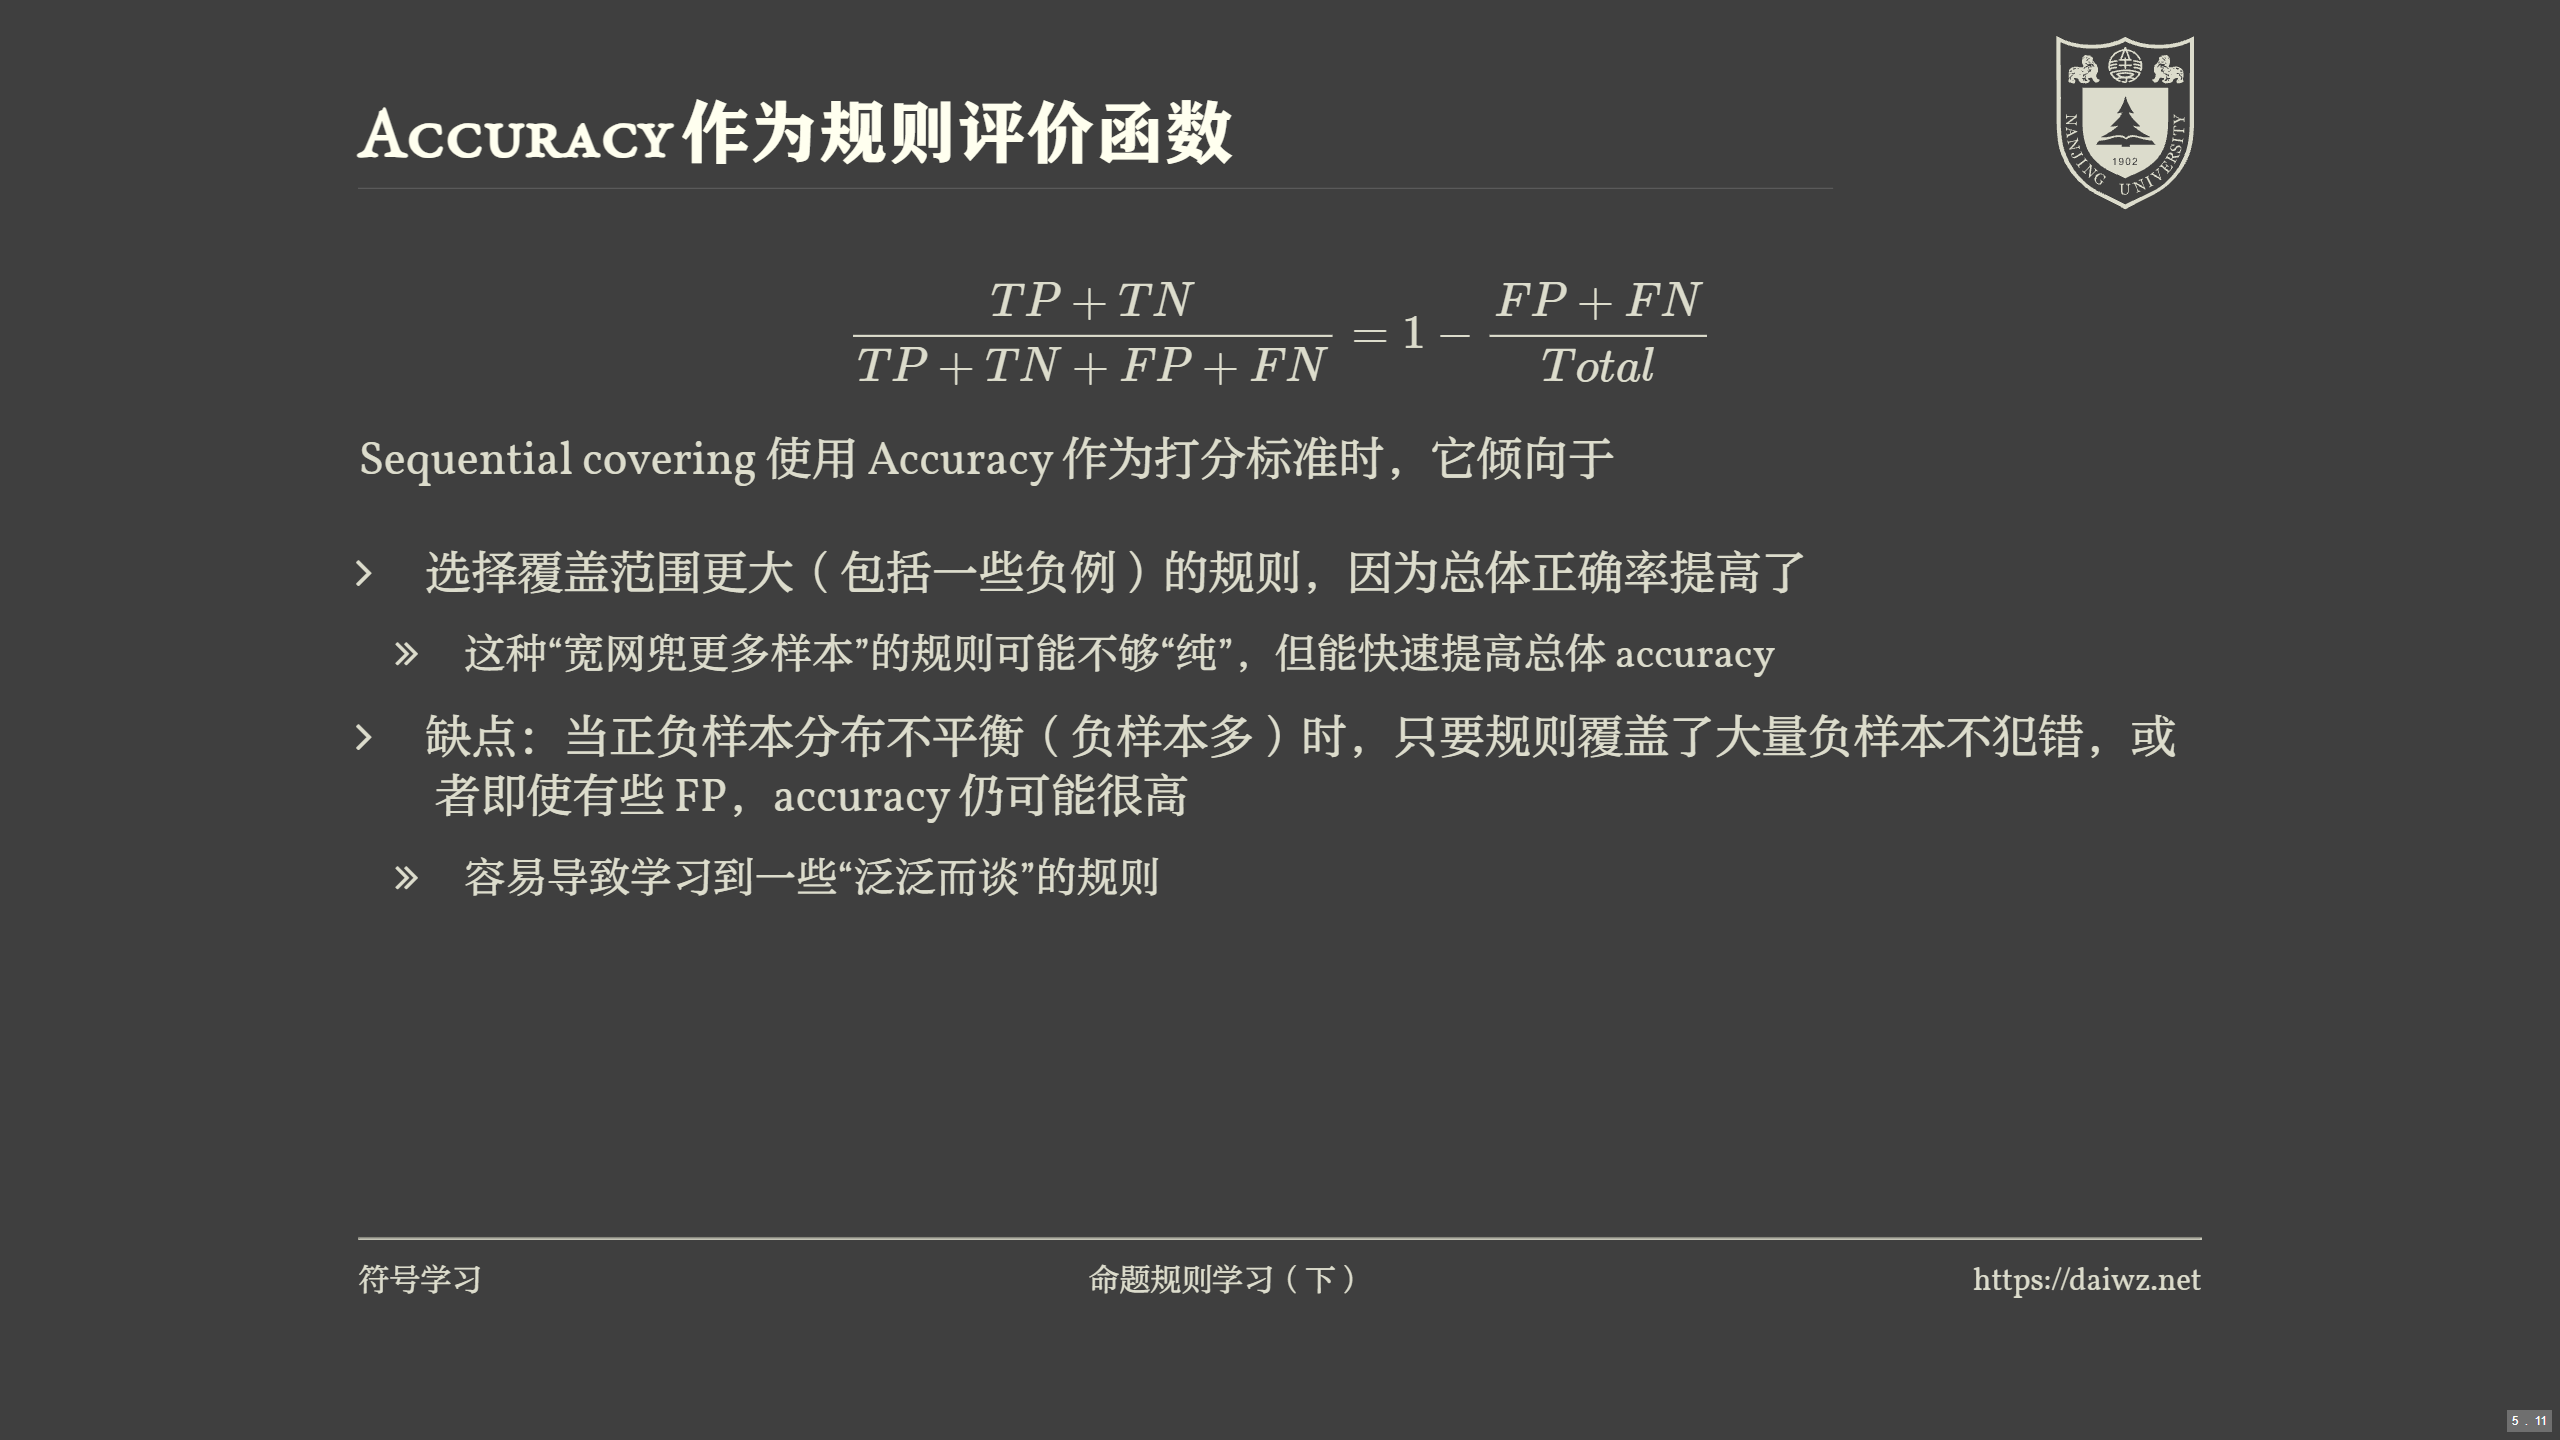 Accuracy作为规则评价函数
NANJING UNIVERSITY
1902
TP + TN / TP + TN + FP + FN = 1 − FP + FN / Total
Sequential covering 使用 Accuracy 作为打分标准时，它倾向于
› 选择覆盖范围更大（包括一些负例）的规则，因为总体正确率提高了
» 这种“宽网兜更多样本”的规则可能不够“纯”，但能快速提高总体 accuracy
› 缺点：当正负样本分布不平衡（负样本多）时，只要规则覆盖了大量负样本不犯错，或
者即使有些 FP，accuracy 仍可能很高
» 容易导致学习到一些“泛泛而谈”的规则
符号学习
命题规则学习（下）
https://daiwz.net
5 . 11